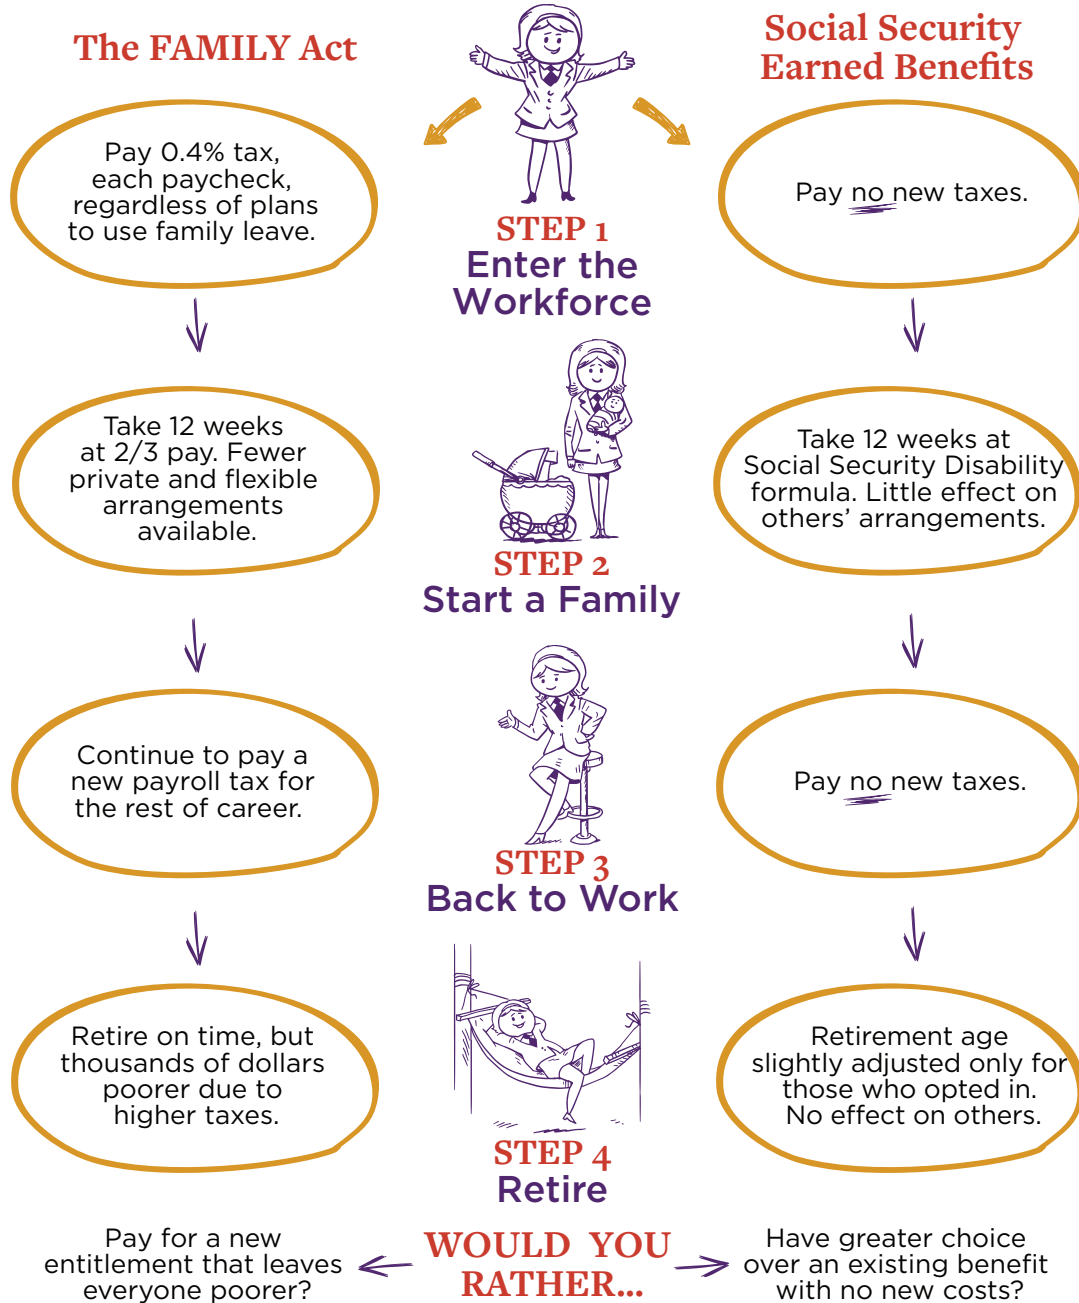 The FAMILY Act
Social Security
Earned Benefits
Pay 0.4% tax,
each paycheck,
regardless of plans
to use family leave.
STEP 1
Enter the
Workforce
Pay no new taxes.
Take 12 weeks
at 2/3 pay. Fewer
private and flexible
arrangements
available.
STEP 2
Start a Family
Take 12 weeks at
Social Security Disability
formula. Little effect on
others’ arrangements.
Continue to pay a
new payroll tax for
the rest of career.
STEP 3
Back to Work
Pay no new taxes.
Retire on time, but
thousands of dollars
poorer due to
higher taxes.
STEP 4
Retire
Retirement age
slightly adjusted only for
those who opted in.
No effect on others.
Pay for a new
entitlement that leaves
everyone poorer?
WOULD YOU
RATHER...
Have greater choice
over an existing benefit
with no new costs?